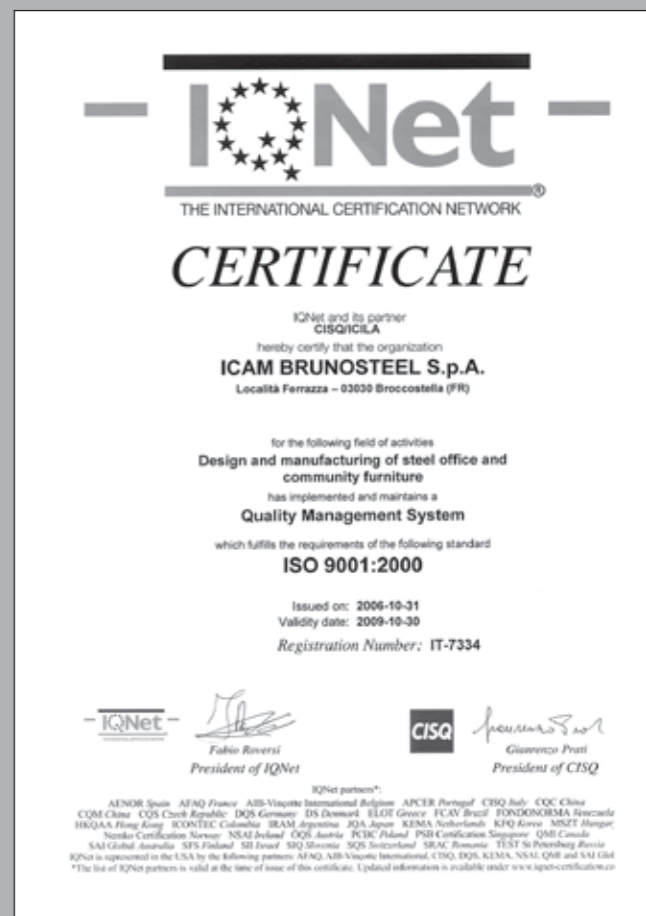 IQNet
®
THE INTERNATIONAL CERTIFICATION NETWORK
CERTIFICATE
IQNet and its partner
CISQ/ICILA
hereby certify that the organization
ICAM BRUNOSTEEL S.p.A.
Località Ferrazza – 03030 Broccostella (FR)
for the following field of activities
Design and manufacturing of steel office and
community furniture
has implemented and maintains a
Quality Management System
which fulfills the requirements of the following standard
ISO 9001:2000
Issued on: 2006-10-31
Validity date: 2009-10-30
Registration Number: IT-7334
IQNet
CISQ
Fabio Roversi
Gianrenzo Prati
President of IQNet
President of CISQ
IQNet partners*:
AENOR Spain AFAQ France AIB-Vinçotte International Belgium APCER Portugal CISQ Italy CQC China
CQM China CQS Czech Republic DQS Germany DS Denmark ELOT Greece FCAV Brazil FONDONORMA Venezuela
HKQAA Hong Kong ICONTEC Colombia IRAM Argentina JQA Japan KEMA Netherlands KFQ Korea MSZT Hungar
Nemko Certification Norway NSAI Ireland ÖQS Austria PCBC Poland PSB Certification Singapore QMI Canada
SAI Global Australia SFS Finland SII Israel SIQ Slovenia SQS Switzerland SRAC Romania TEST St Petersburg Russia
IQNet is represented in the USA by the following partners: AFAQ, AIB-Vinçotte International, CISQ, DQS, KEMA, NSAI, QMI and SAI Glob
*The list of IQNet partners is valid at the time of issue of this certificate. Updated information is available under www.iqnet-certification.co